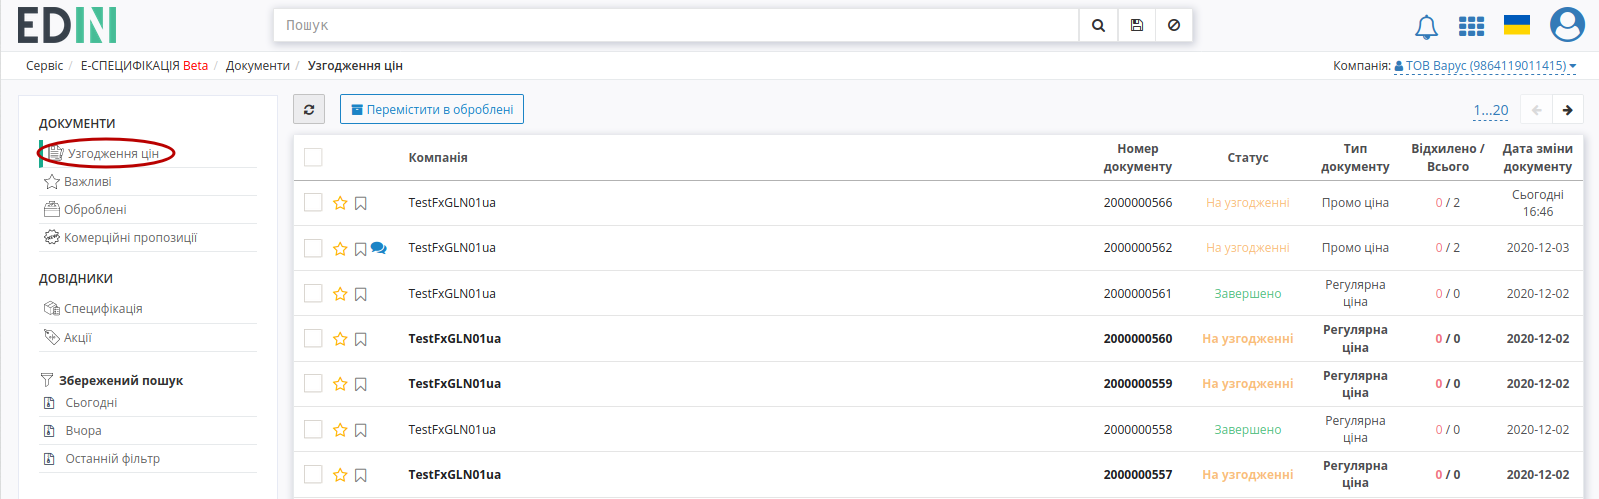 EDIN
Пошук
Сервіс / Е-СПЕЦИФІКАЦІЯ Beta / Документи / Узгодження цін
Компанія: ТОВ Варус (9864119011415)
ДОКУМЕНТИ
Узгодження цін
Важливі
Оброблені
Комерційні пропозиції
ДОВІДНИКИ
Специфікація
Акції
Збережений пошук
Сьогодні
Вчора
Останній фільтр
Перемістити в оброблені
1...20
Компанія Номер документу Статус Тип документу Відхилено / Всього Дата зміни документу
TestFxGLN01ua 2000000566 На узгодженні Промо ціна 0 / 2 Сьогодні 16:46
TestFxGLN01ua 2000000562 На узгодженні Промо ціна 0 / 2 2020-12-03
TestFxGLN01ua 2000000561 Завершено Регулярна ціна 0 / 0 2020-12-02
TestFxGLN01ua 2000000560 На узгодженні Регулярна ціна 0 / 0 2020-12-02
TestFxGLN01ua 2000000559 На узгодженні Регулярна ціна 0 / 0 2020-12-02
TestFxGLN01ua 2000000558 Завершено Регулярна ціна 0 / 0 2020-12-02
TestFxGLN01ua 2000000557 На узгодженні Регулярна ціна 0 / 0 2020-12-02